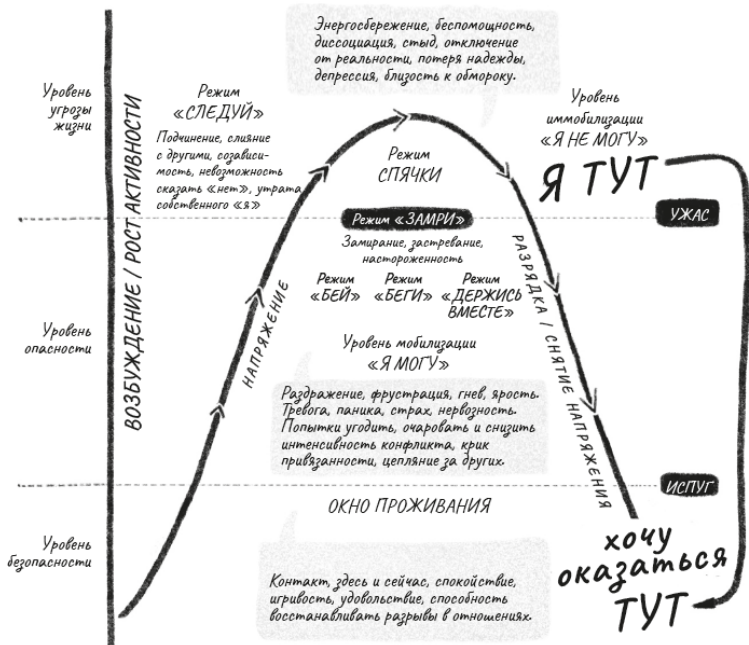 Энергосбережение, беспомощность,
диссоциация, стыд, отключение
от реальности, потеря надежды,
депрессия, близость к обмороку.
Уровень
угрозы
жизни
ВОЗБУЖДЕНИЕ / РОСТ АКТИВНОСТИ
Режим
«СЛЕДУЙ»
Подчинение, слияние
с другими, созависи-
мость, невозможность
сказать «нет», утрата
собственного «я»
Режим
СПЯЧКИ
Уровень
иммобилизации
«Я НЕ МОГУ»
Я ТУТ
УЖАС
Режим «ЗАМРИ»
Замирание, застревание,
настороженность
Режим
«БЕЙ»
Режим
«БЕГИ»
Режим
«ДЕРЖИСЬ
ВМЕСТЕ»
НАПРЯЖЕНИЕ
РАЗРЯДКА / СНЯТИЕ НАПРЯЖЕНИЯ
Уровень
опасности
Уровень мобилизации
«Я МОГУ»
Раздражение, фрустрация, гнев, ярость.
Тревога, паника, страх, нервозность.
Попытки угодить, очаровать и снизить
интенсивность конфликта, крик
привязанности, цепляние за других.
ИСПУГ
ОКНО ПРОЖИВАНИЯ
Уровень
безопасности
хочу
оказаться
ТУТ
Контакт, здесь и сейчас, спокойствие,
игривость, удовольствие, способность
восстанавливать разрывы в отношениях.